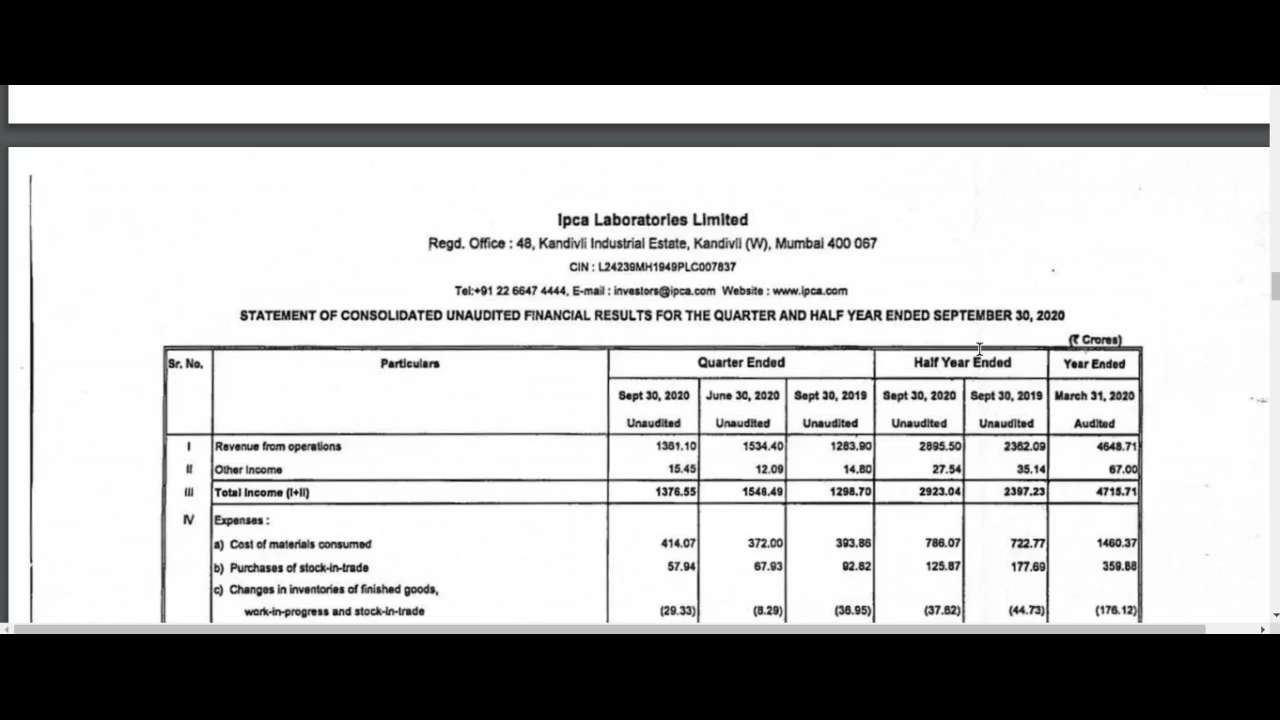 Ipca Laboratories Limited
Regd. Office : 48, Kandivli Industrial Estate, Kandivli (W), Mumbai 400 067
CIN : L24239MH1949PLC007837
Tel:+91 22 6647 4444, E-mail : investors@ipca.com Website : www.ipca.com
STATEMENT OF CONSOLIDATED UNAUDITED FINANCIAL RESULTS FOR THE QUARTER AND HALF YEAR ENDED SEPTEMBER 30, 2020
(₹ Crores)
Sr. No. Particulars Quarter Ended Half Year Ended Year Ended
Sept 30, 2020 June 30, 2020 Sept 30, 2019 Sept 30, 2020 Sept 30, 2019 March 31, 2020
Unaudited Unaudited Unaudited Unaudited Unaudited Audited
I Revenue from operations 1361.10 1534.40 1283.90 2895.50 2362.09 4648.71
II Other Income 15.45 12.09 14.80 27.54 35.14 67.00
III Total Income (I+II) 1376.55 1546.49 1298.70 2923.04 2397.23 4715.71
IV Expenses :
a) Cost of materials consumed 414.07 372.00 393.86 786.07 722.77 1460.37
b) Purchases of stock-in-trade 57.94 67.93 92.82 125.87 177.69 359.88
c) Changes in inventories of finished goods,
work-in-progress and stock-in-trade (29.33) (8.29) (36.95) (37.62) (44.73) (176.12)